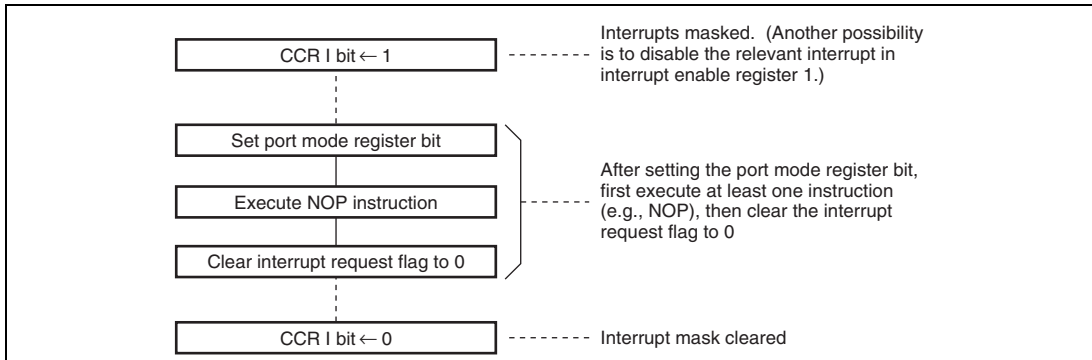 CCR I bit ← 1
Interrupts masked. (Another possibility
is to disable the relevant interrupt in
interrupt enable register 1.)
Set port mode register bit
Execute NOP instruction
Clear interrupt request flag to 0
After setting the port mode register bit,
first execute at least one instruction
(e.g., NOP), then clear the interrupt
request flag to 0
CCR I bit ← 0
Interrupt mask cleared